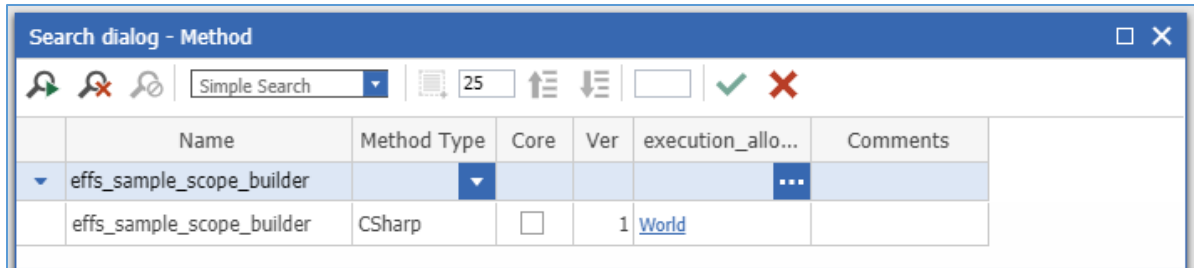 Search dialog - Method
Simple Search 25
Name Method Type Core Ver execution_allo... Comments
effs_sample_scope_builder
effs_sample_scope_builder CSharp 1 World